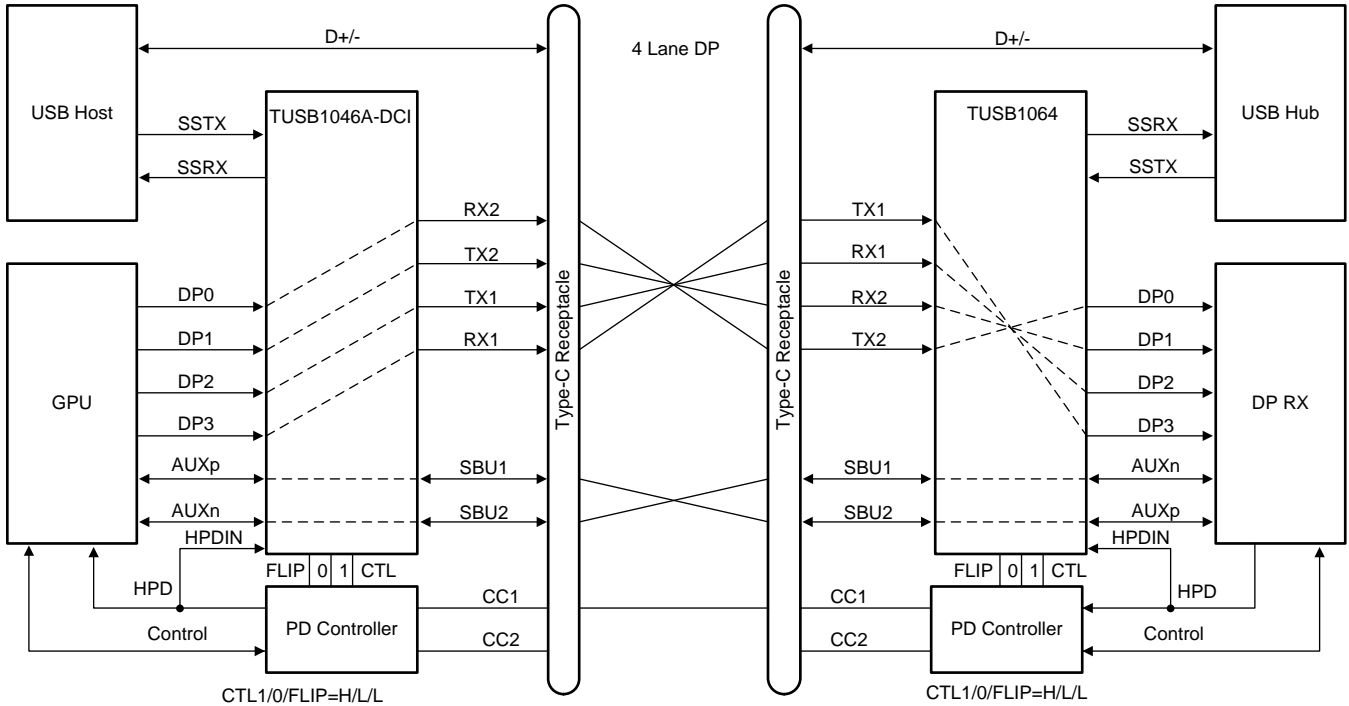 D+/-
4 Lane DP
D+/-
USB Host
TUSB1046A-DCI
TUSB1064
USB Hub
SSTX
SSRX
SSRX
SSTX
RX2
TX2
TX1
RX1
TX1
RX1
RX2
TX2
Type-C Receptacle
Type-C Receptacle
GPU
DP0
DP1
DP2
DP3
AUXp
AUXn
HPDIN
SBU1
SBU2
SBU1
SBU2
DP0
DP1
DP2
DP3
AUXn
AUXp
HPDIN
DP RX
FLIP 0 1 CTL
FLIP 0 1 CTL
HPD
HPD
Control
Control
PD Controller
PD Controller
CC1
CC2
CC1
CC2
CTL1/0/FLIP=H/L/L
CTL1/0/FLIP=H/L/L